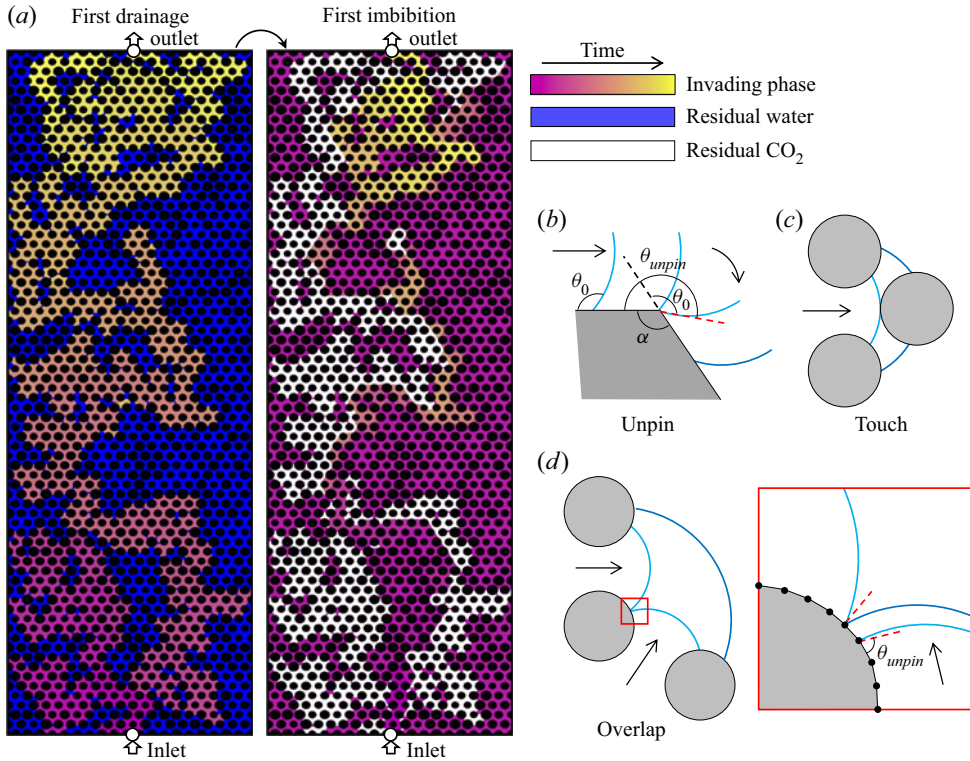 (a)
First drainage
outlet
First imbibition
outlet
Inlet
Inlet
Time
Invading phase
Residual water
Residual CO₂
(b)
θ₀
θunpin
θ₀
α
Unpin
(c)
Touch
(d)
Overlap
θunpin